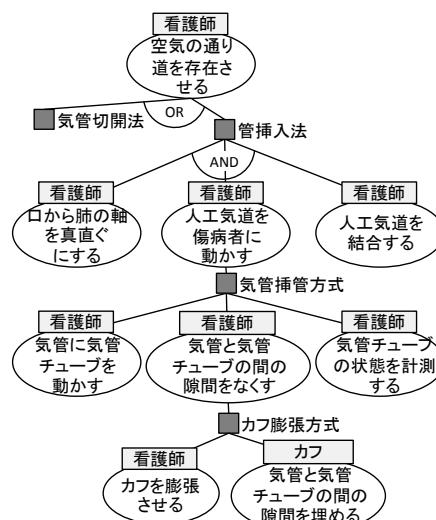 看護師
空気の通り
道を存在さ
せる
OR
気管切開法
管挿入法
AND
看護師
口から肺の軸
を真直ぐ
にする
看護師
人工気道を
傷病者に
動かす
看護師
人工気道を
結合する
気管挿管方式
看護師
気管に気管
チューブを
動かす
看護師
気管と気管
チューブの間の
隙間をなくす
看護師
気管チューブ
の状態を計測
する
カフ膨張方式
看護師
カフを膨張
させる
カフ
気管と気管
チューブの間の
隙間を埋める